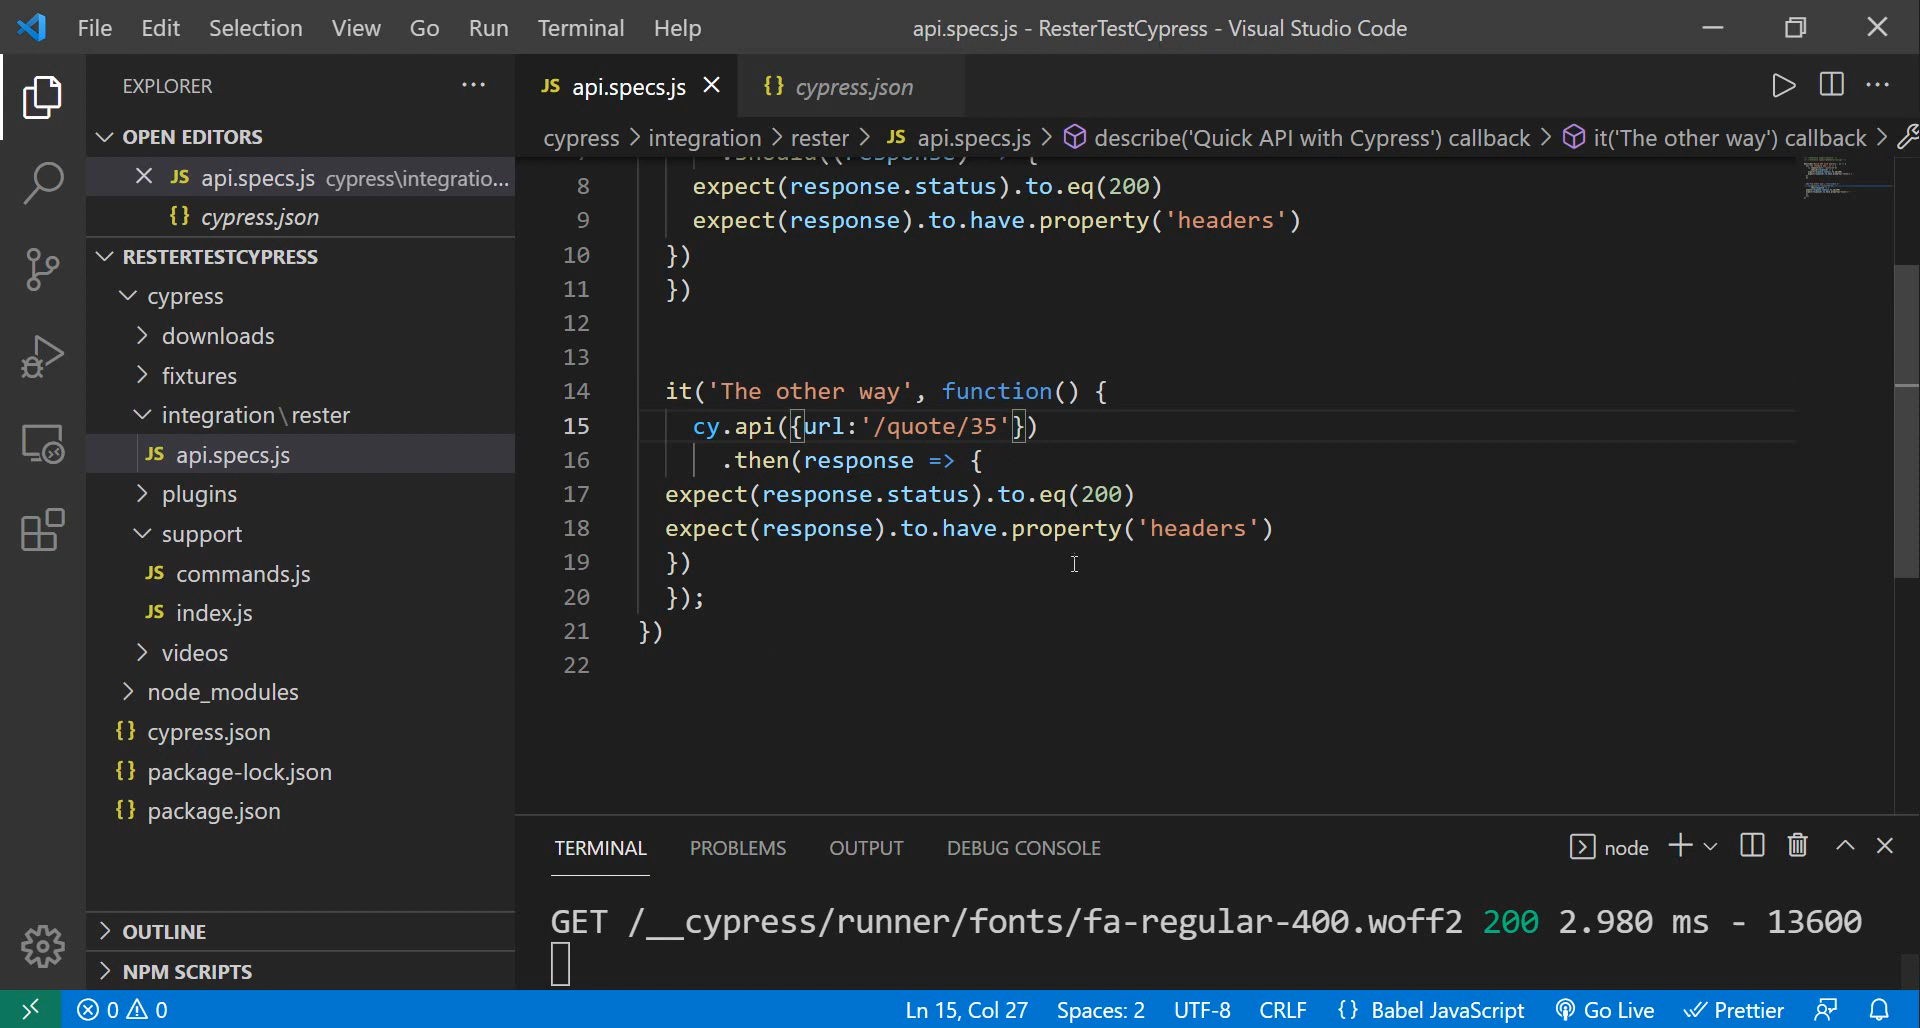 File Edit Selection View Go Run Terminal Help api.specs.js - ResterTestCypress - Visual Studio Code
EXPLORER
OPEN EDITORS
JS api.specs.js cypress\integratio...
{} cypress.json
RESTERTESTCYPRESS
cypress
downloads
fixtures
integration\rester
JS api.specs.js
plugins
support
JS commands.js
JS index.js
videos
node_modules
{} cypress.json
{} package-lock.json
{} package.json
OUTLINE
NPM SCRIPTS
JS api.specs.js {} cypress.json
cypress > integration > rester > JS api.specs.js > describe('Quick API with Cypress') callback > it('The other way') callback >
8 expect(response.status).to.eq(200)
9 expect(response).to.have.property('headers')
10 })
11 })
12
13
14 it('The other way', function() {
15 cy.api({url:'/quote/35'})
16 .then(response => {
17 expect(response.status).to.eq(200)
18 expect(response).to.have.property('headers')
19 })
20 });
21 })
22
TERMINAL PROBLEMS OUTPUT DEBUG CONSOLE node
GET /__cypress/runner/fonts/fa-regular-400.woff2 200 2.980 ms - 13600
0 0 Ln 15, Col 27 Spaces: 2 UTF-8 CRLF {} Babel JavaScript Go Live Prettier